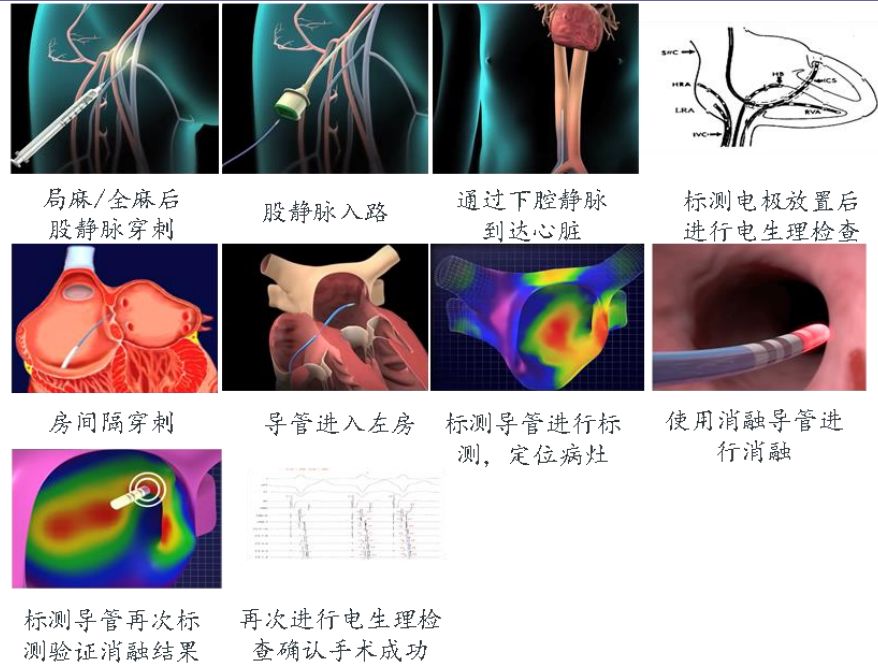 SVC
HRA
LRA
IVC
HB
ICS
RVA
局麻/全麻后
股静脉穿刺
股静脉入路
通过下腔静脉
到达心脏
标测电极放置后
进行电生理检查
房间隔穿刺
导管进入左房
标测导管进行标
测，定位病灶
使用消融导管进
行消融
标测导管再次标
测验证消融结果
再次进行电生理检
查确认手术成功